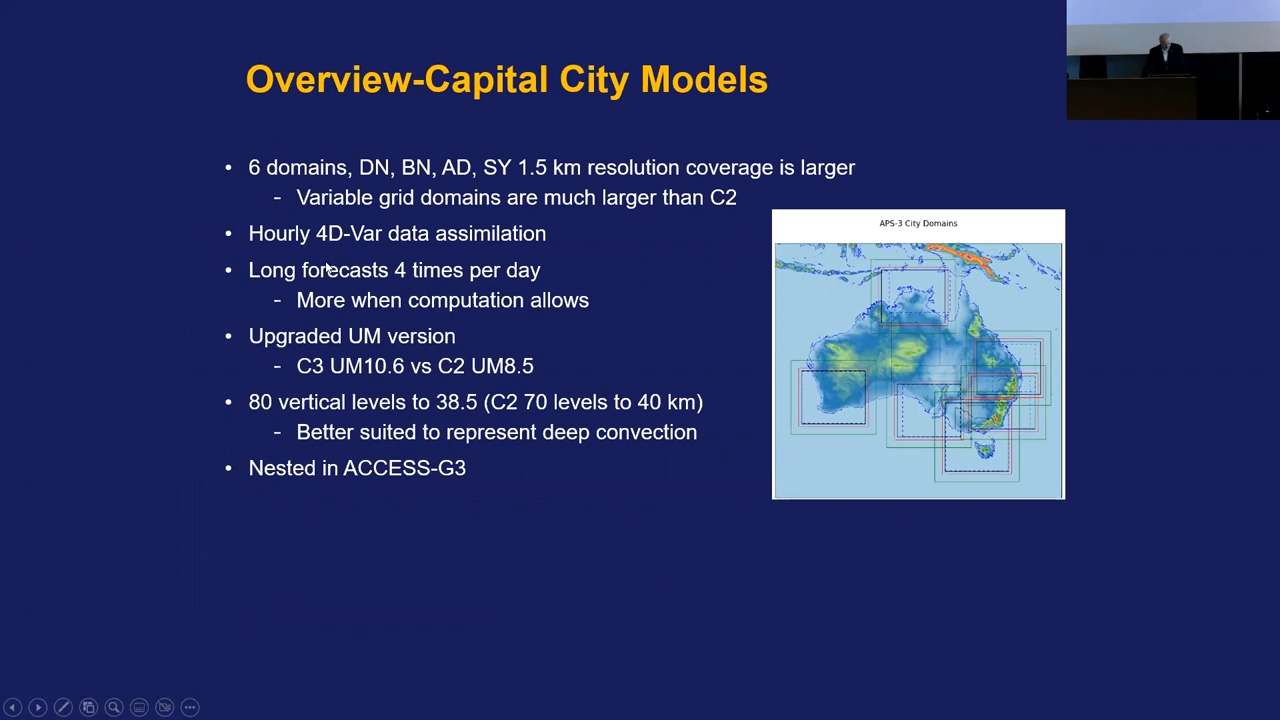 Overview-Capital City Models
• 6 domains, DN, BN, AD, SY 1.5 km resolution coverage is larger
- Variable grid domains are much larger than C2
• Hourly 4D-Var data assimilation
• Long forecasts 4 times per day
- More when computation allows
• Upgraded UM version
- C3 UM10.6 vs C2 UM8.5
• 80 vertical levels to 38.5 (C2 70 levels to 40 km)
- Better suited to represent deep convection
• Nested in ACCESS-G3
APS-3 City Domains